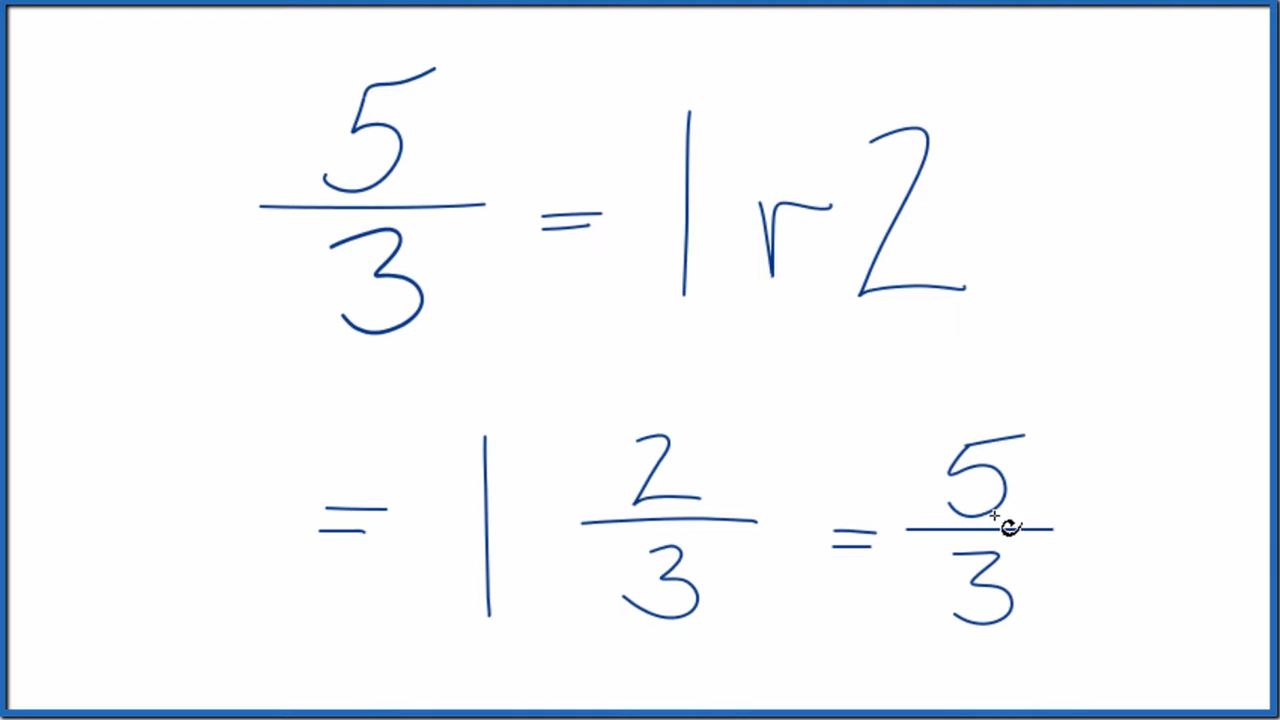 5/3 = 1 r 2
= 1 2/3 = 5/3